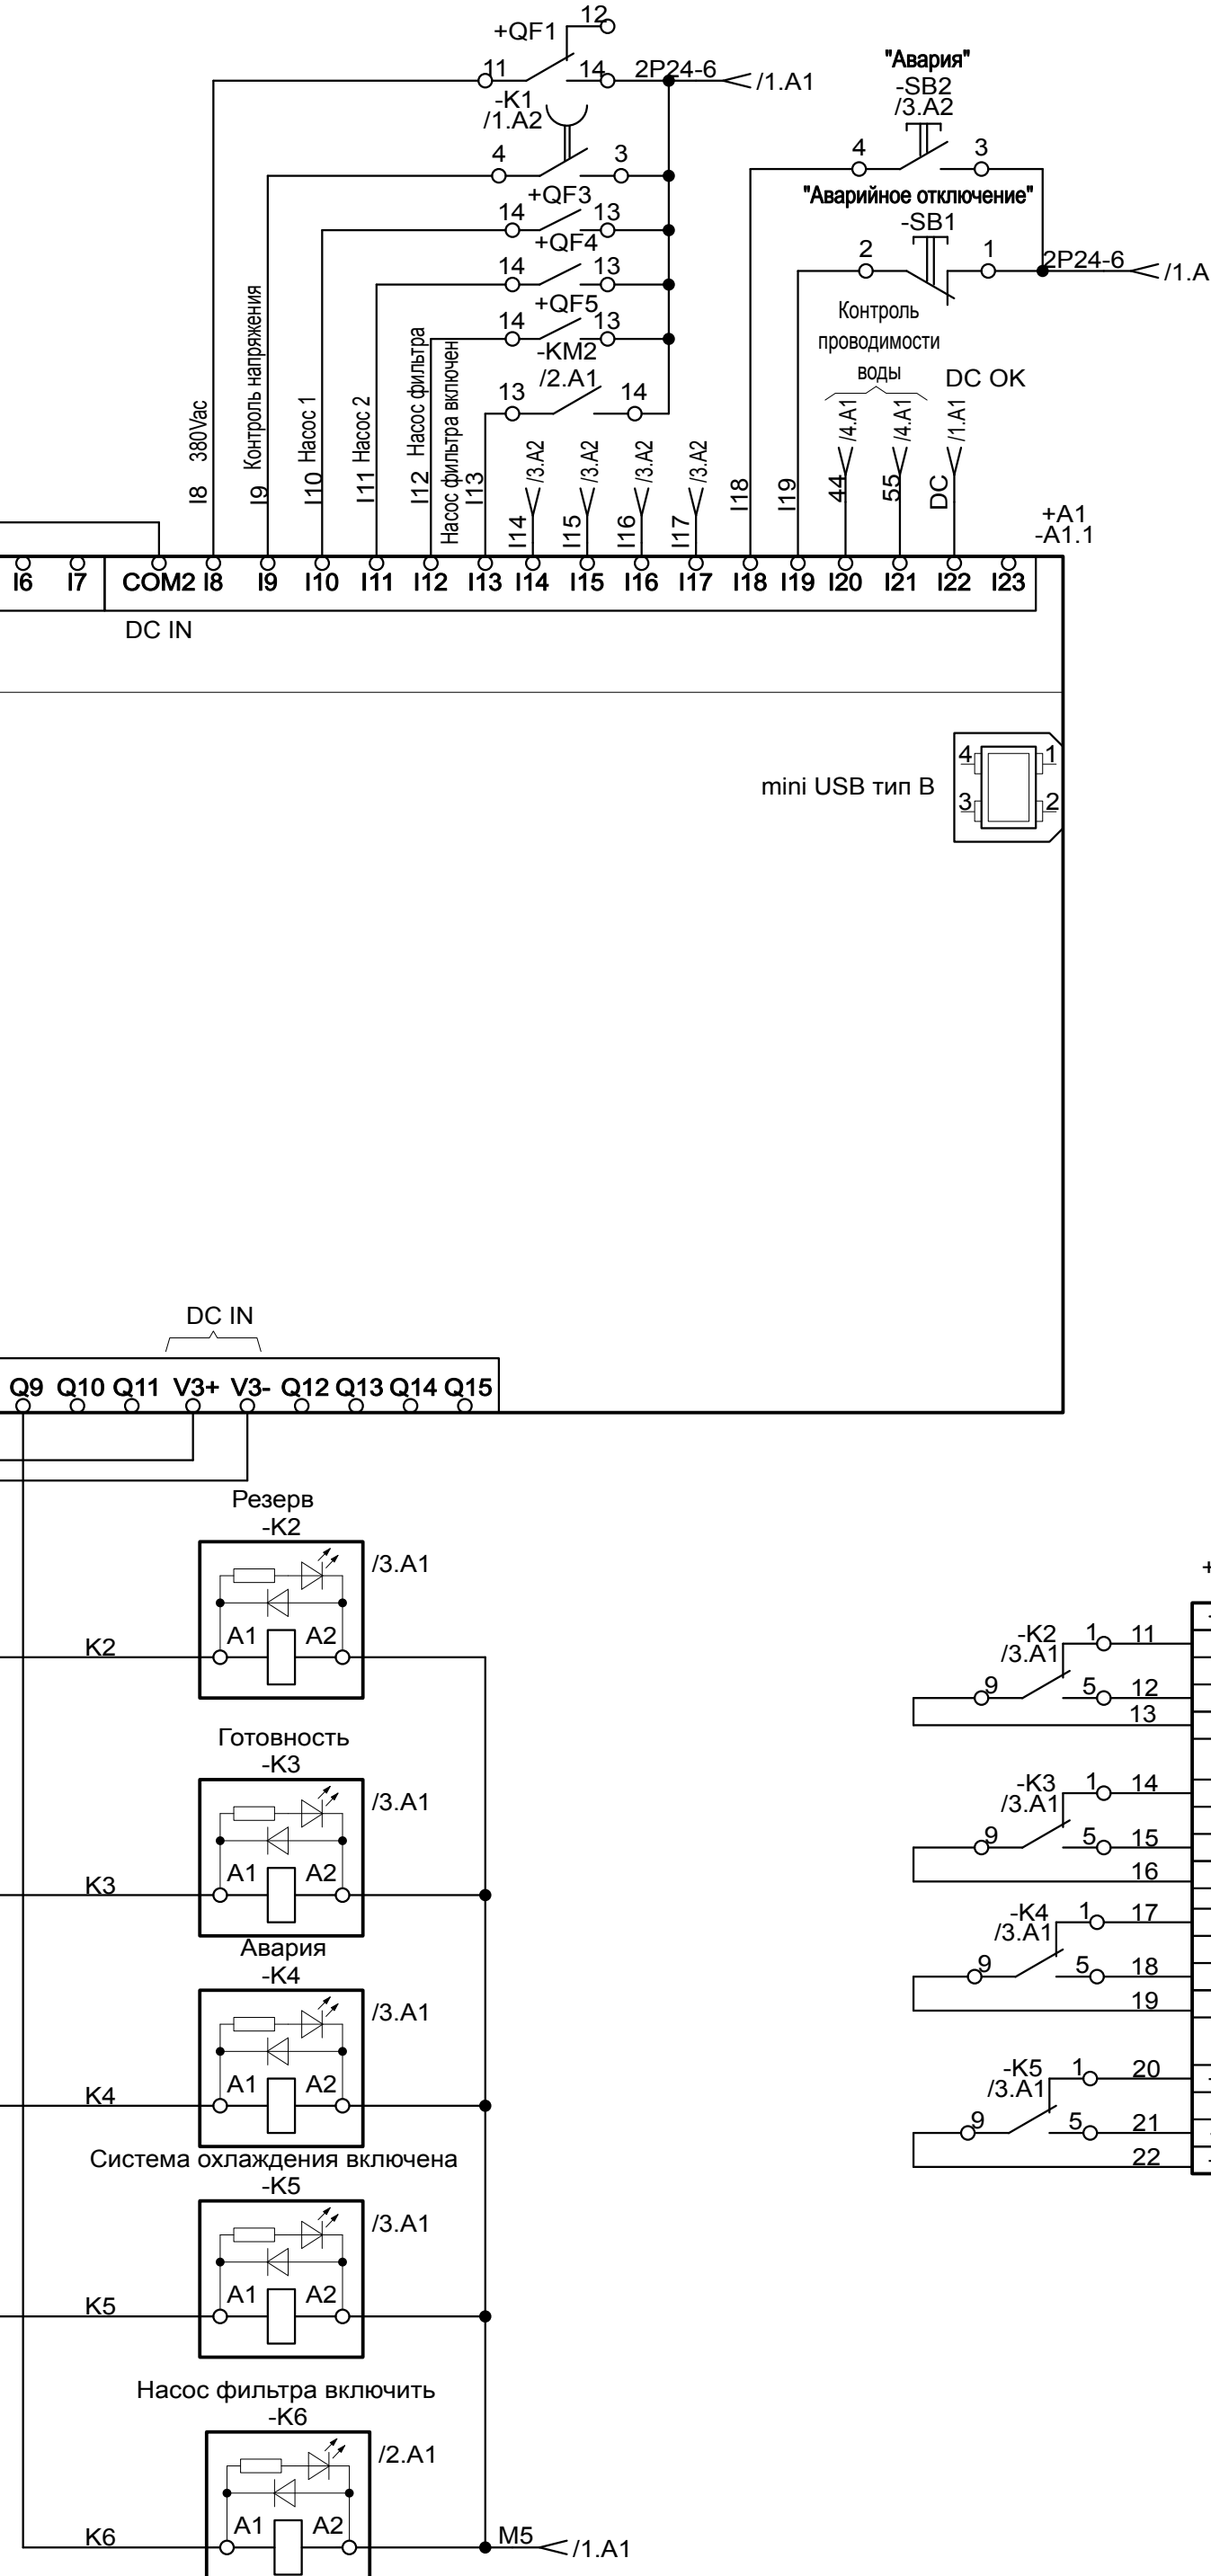 12
+QF1
11
14
2P24-6
/1.A1
-K1
/1.A2
4
3
+QF3
14
13
+QF4
14
13
+QF5
14
13
-KM2
/2.A1
13
14
"Авария"
-SB2
/3.A2
4
3
"Аварийное отключение"
-SB1
2
1
2P24-6
/1.A
Контроль
проводимости
воды
DC OK
I8 380Vac
I9 Контроль напряжения
I10 Насос 1
I11 Насос 2
I12 Насос фильтра
Насос фильтра включен
I13
I14 /3.A2
I15 /3.A2
I16 /3.A2
I17 /3.A2
I18
I19
44 /4.A1
55 /4.A1
DC /1.A1
+A1
-A1.1
I6 I7 COM2 I8 I9 I10 I11 I12 I13 I14 I15 I16 I17 I18 I19 I20 I21 I22 I23
DC IN
mini USB тип B
4 1
3 2
DC IN
Q9 Q10 Q11 V3+ V3- Q12 Q13 Q14 Q15
Резерв
-K2
/3.A1
K2
A1 A2
Готовность
-K3
/3.A1
K3
A1 A2
Авария
-K4
/3.A1
K4
A1 A2
Система охлаждения включена
-K5
/3.A1
K5
A1 A2
Насос фильтра включить
-K6
/2.A1
K6
A1 A2
M5
/1.A1
+
-K2
/3.A1
1 11
9 5 12
13
-K3
/3.A1
1 14
9 5 15
16
-K4
/3.A1
1 17
9 5 18
19
-K5
/3.A1
1 20
9 5 21
22